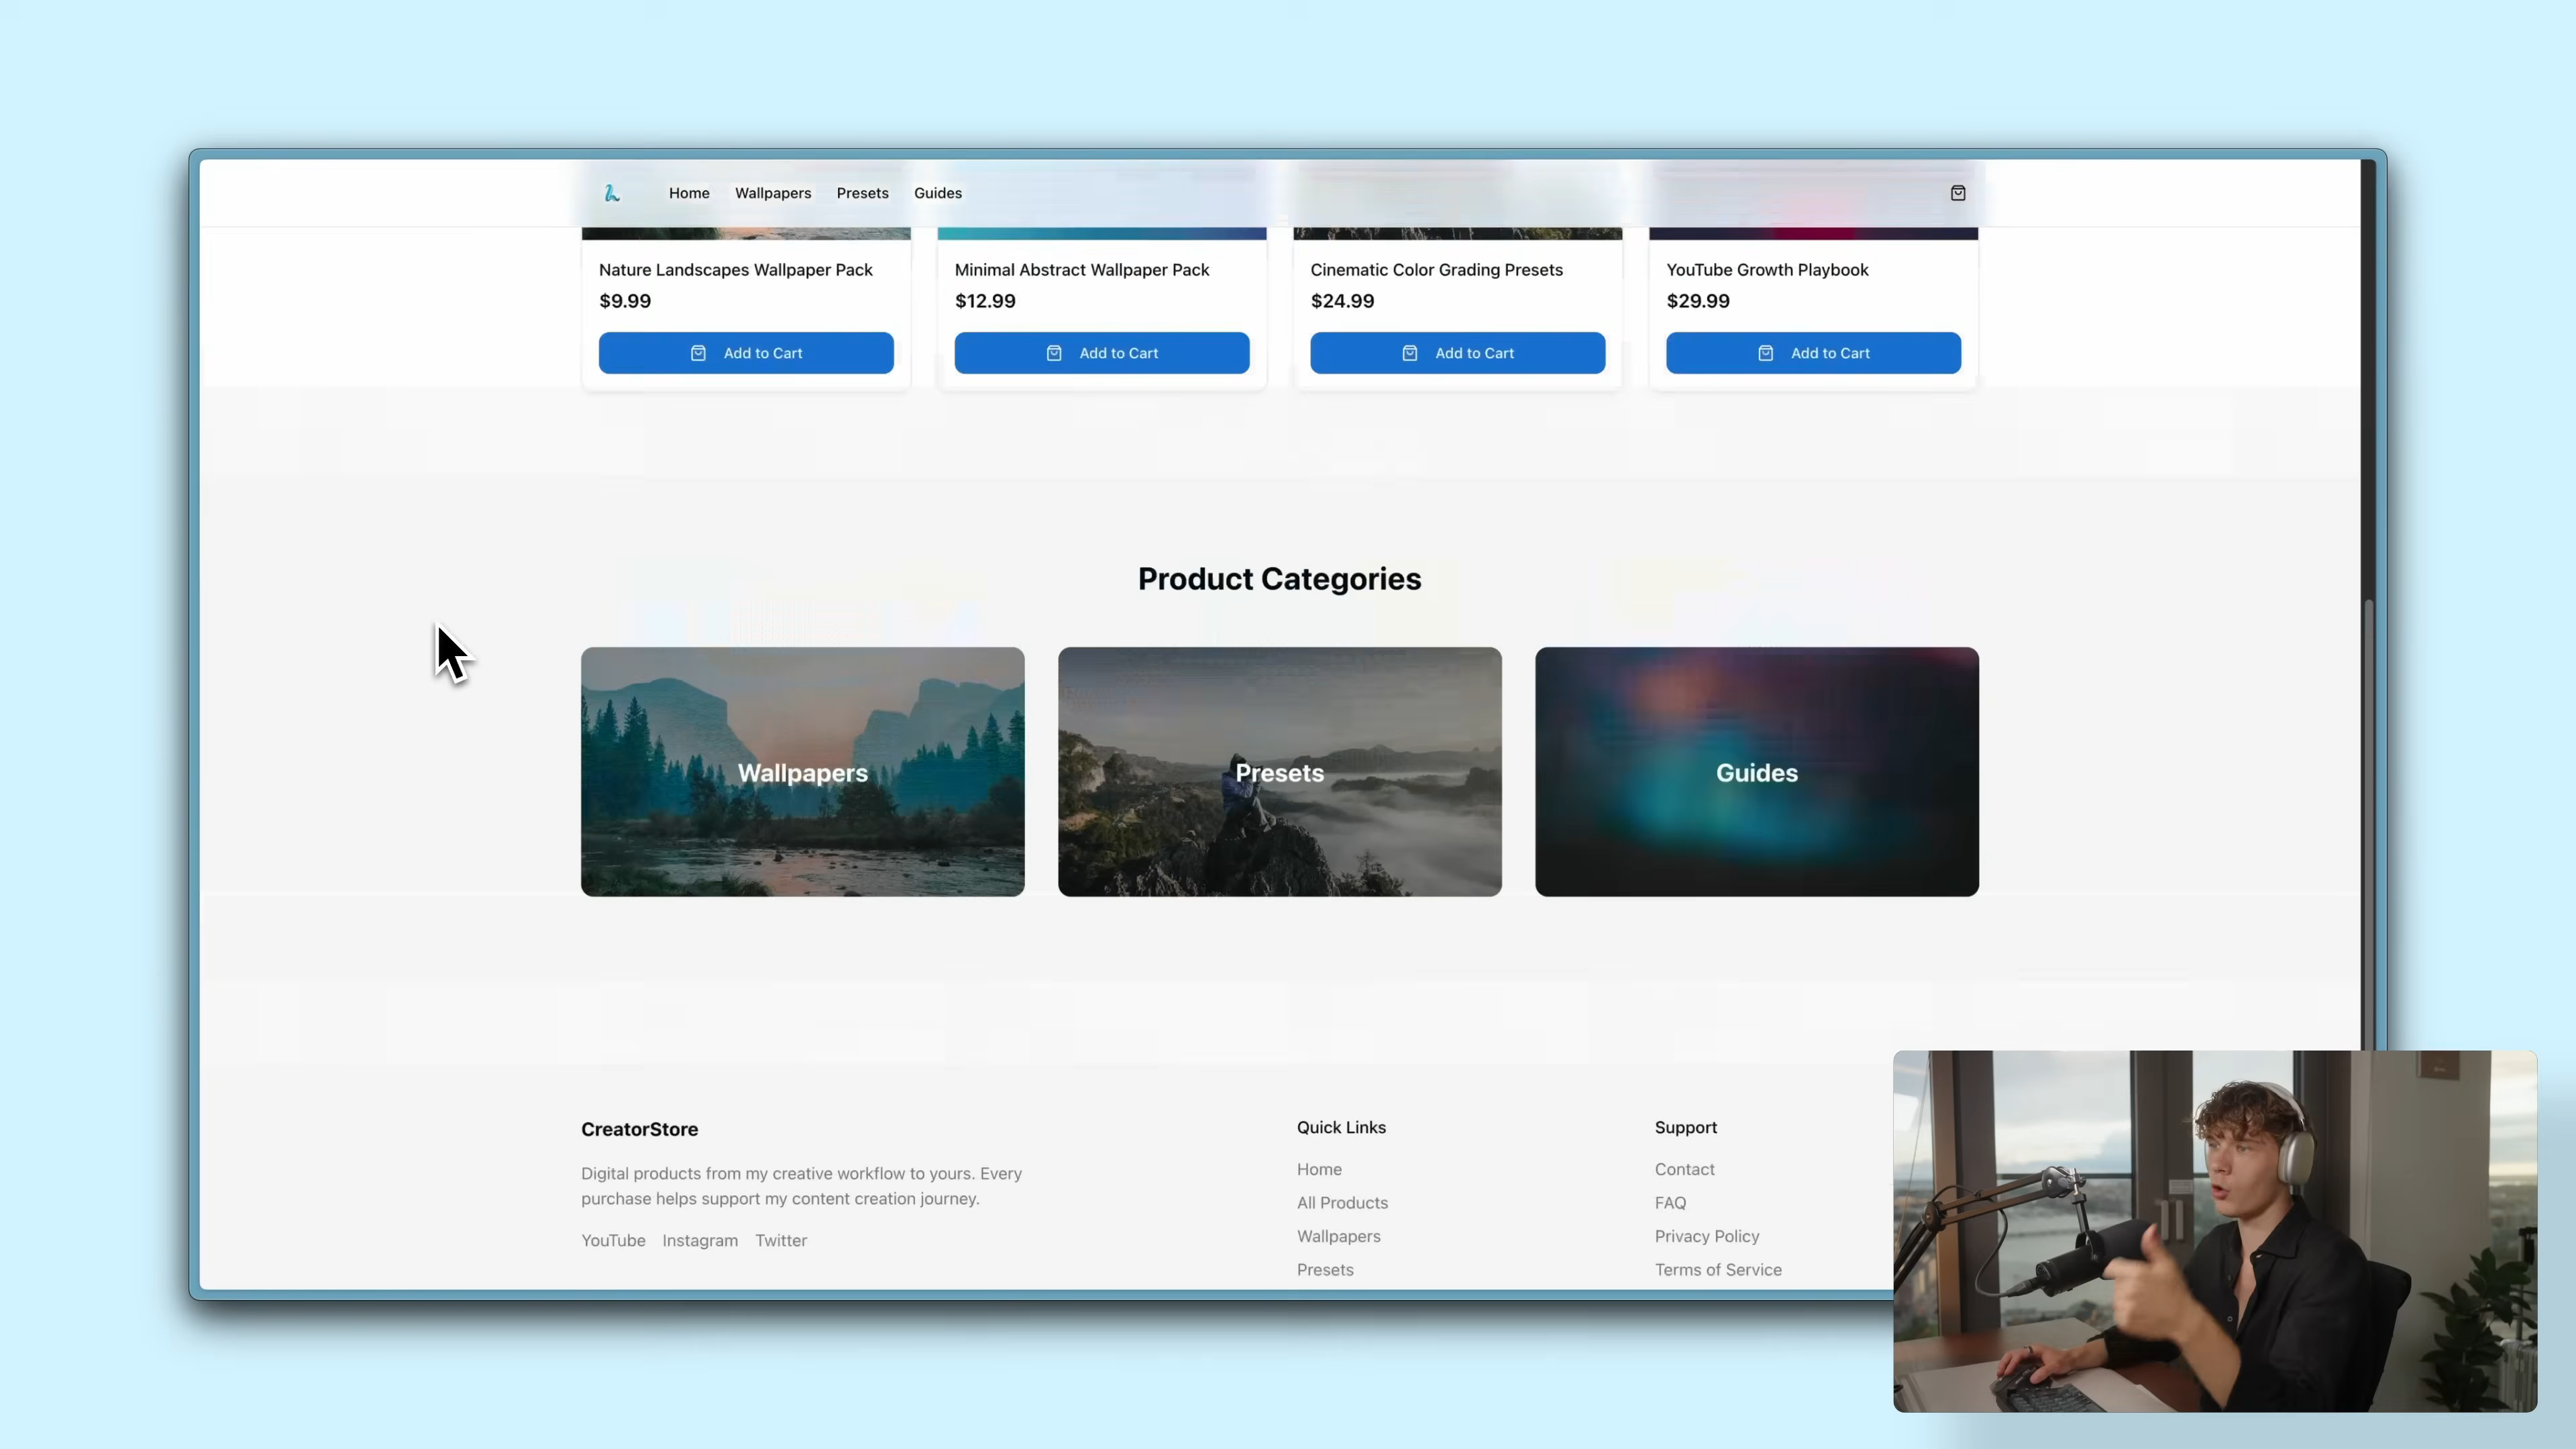 Home Wallpapers Presets Guides
Nature Landscapes Wallpaper Pack
$9.99
Add to Cart
Minimal Abstract Wallpaper Pack
$12.99
Add to Cart
Cinematic Color Grading Presets
$24.99
Add to Cart
YouTube Growth Playbook
$29.99
Add to Cart
Product Categories
Wallpapers
Presets
Guides
CreatorStore
Digital products from my creative workflow to yours. Every
purchase helps support my content creation journey.
YouTube Instagram Twitter
Quick Links
Home
All Products
Wallpapers
Presets
Support
Contact
FAQ
Privacy Policy
Terms of Service